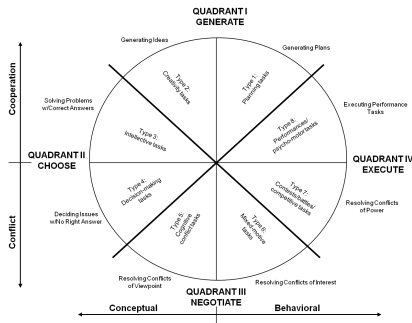 QUADRANT I
GENERATE
Generating Ideas
Generating Plans
Type 2:
Creativity tasks
Type 1:
Planning tasks
Cooperation
Solving Problems
w/Correct Answers
Type 3:
Intellective tasks
Type 8:
Performances/
psycho-motor tasks
Executing Performance
Tasks
QUADRANT II
CHOOSE
QUADRANT IV
EXECUTE
Conflict
Type 4:
Decision-making
tasks
Type 7:
Contests/battles/
competitive tasks
Deciding Issues
w/No Right Answer
Type 5:
Cognitive
conflict tasks
Type 6:
Mixed-motive
tasks
Resolving Conflicts
of Power
Resolving Conflicts
of Viewpoint
Resolving Conflicts of Interest
QUADRANT III
NEGOTIATE
Conceptual
Behavioral